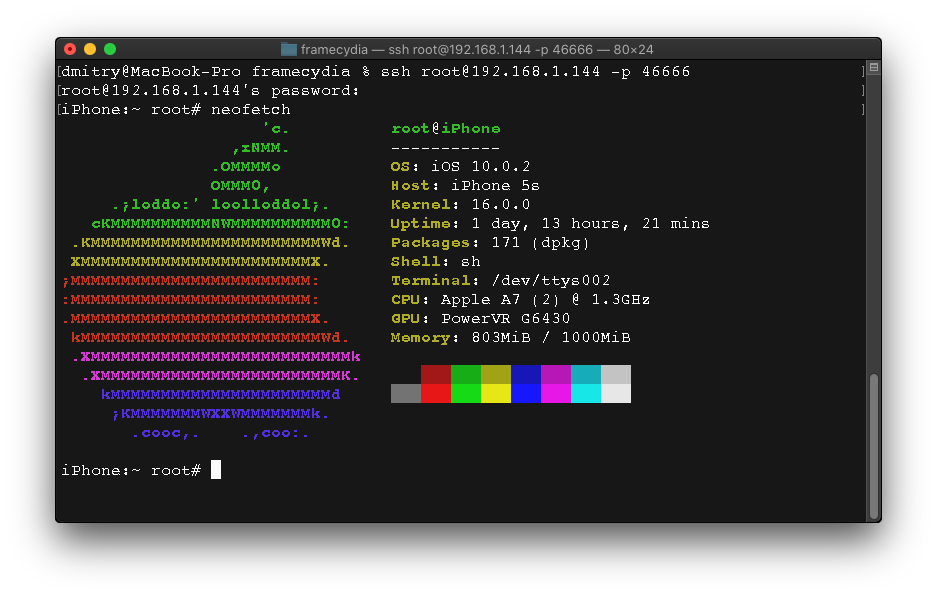 framecydia — ssh root@192.168.1.144 -p 46666 — 80×24
[dmitry@MacBook-Pro framecydia % ssh root@192.168.1.144 -p 46666 ]
[root@192.168.1.144's password: ]
[iPhone:~ root# neofetch ]
'c. root@iPhone
,xNMM. -----------
.OMMMMo OS: iOS 10.0.2
OMMM0, Host: iPhone 5s
.;loddo:' loolloddol;. Kernel: 16.0.0
cKMMMMMMMMMMNWMMMMMMMMMM0: Uptime: 1 day, 13 hours, 21 mins
.KMMMMMMMMMMMMMMMMMMMMMMMWd. Packages: 171 (dpkg)
XMMMMMMMMMMMMMMMMMMMMMMMX. Shell: sh
;MMMMMMMMMMMMMMMMMMMMMMMM: Terminal: /dev/ttys002
:MMMMMMMMMMMMMMMMMMMMMMMM: CPU: Apple A7 (2) @ 1.3GHz
.MMMMMMMMMMMMMMMMMMMMMMMMX. GPU: PowerVR G6430
kMMMMMMMMMMMMMMMMMMMMMMMMWd. Memory: 803MiB / 1000MiB
.XMMMMMMMMMMMMMMMMMMMMMMMMMMk
.XMMMMMMMMMMMMMMMMMMMMMMMMK.
kMMMMMMMMMMMMMMMMMMMMMMd
;KMMMMMMMWXXWMMMMMMMk.
.cooc,. .,coo:.
iPhone:~ root#